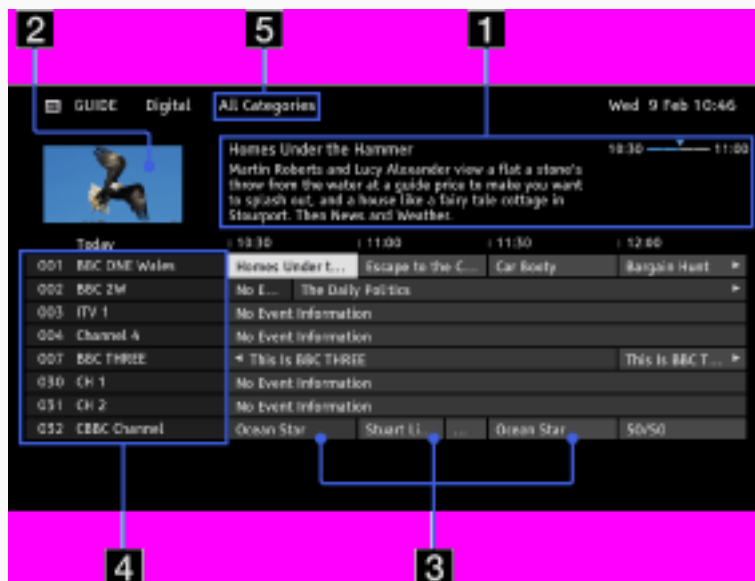 2
5
1
GUIDE Digital All Categories Wed 9 Feb 10:46
Homes Under the Hammer 10:30 11:00
Martin Roberts and Lucy Alexander view a flat a stone's
throw from the water at a guide price to make you want
to splash out, and a house like a fairy tale cottage in
Stourport. Then News and Weather.
Today 10:30 11:00 11:30 12:00
001 BBC ONE Wales Homes Under t... Escape to the C... Car Booty Bargain Hunt
002 BBC 2W No E... The Daily Politics
003 ITV 1 No Event Information
004 Channel 4 No Event Information
007 BBC THREE This Is BBC THREE This Is BBC T...
030 CH 1 No Event Information
031 CH 2 No Event Information
032 CBBC Channel Ocean Star Stuart Li... ... Ocean Star 50/50
4
3